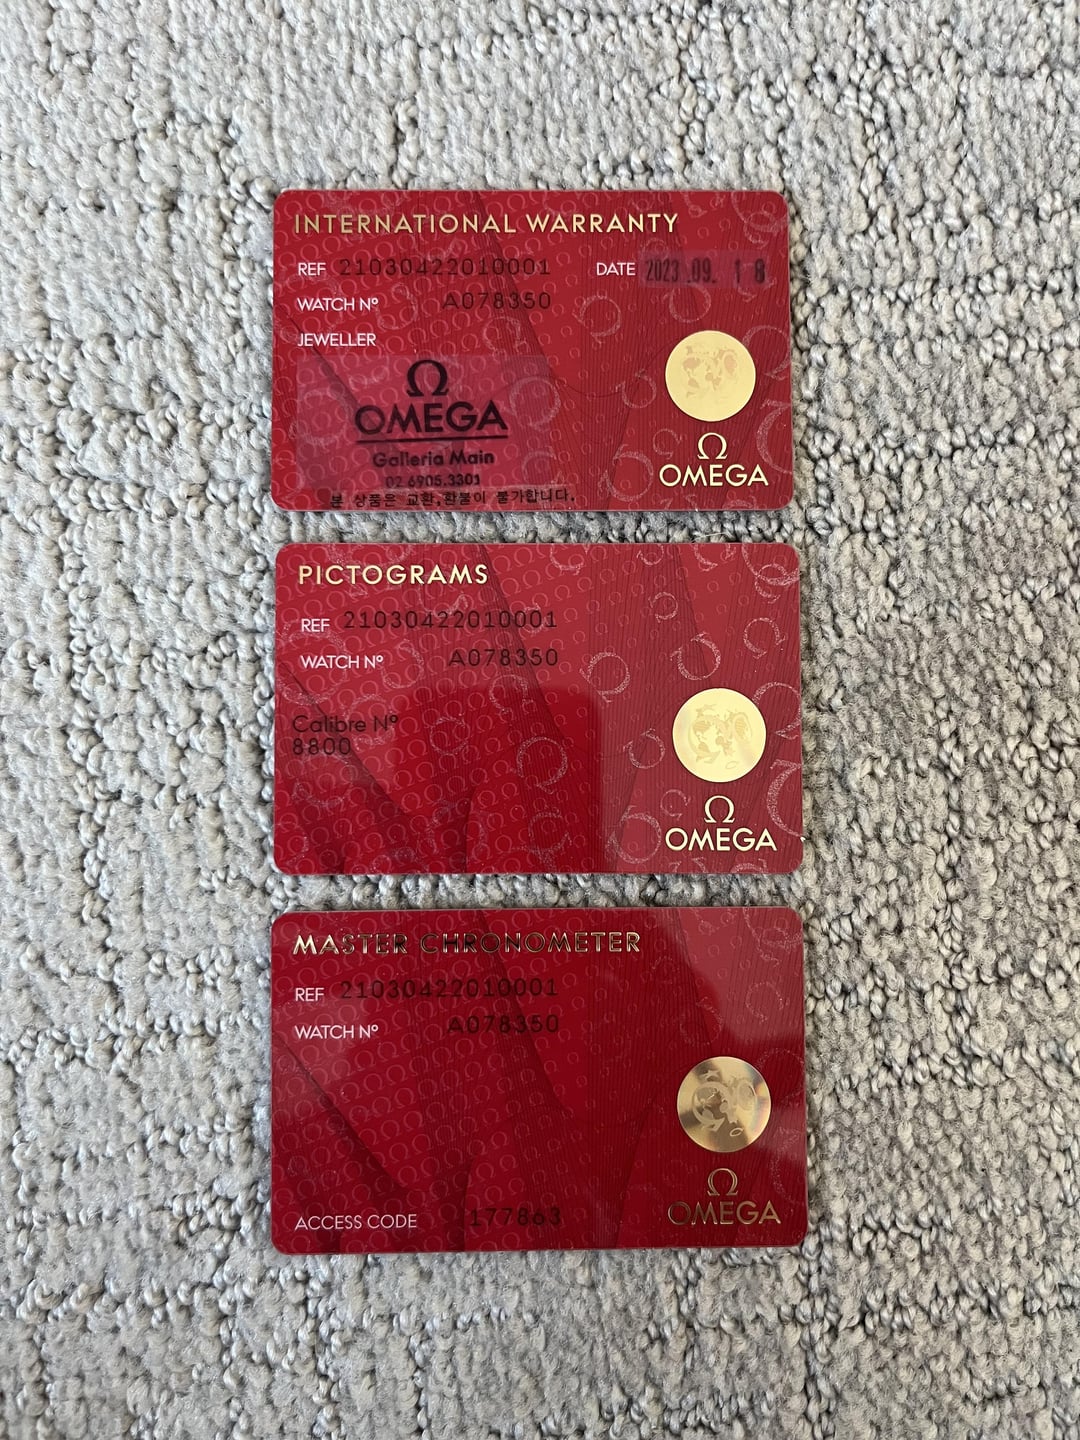 INTERNATIONAL WARRANTY
REF 21030422010001 DATE 2023.09.18
WATCH Nº A078350
JEWELLER
Ω
OMEGA
Galleria Main
02 6905.3301
본 상품은 교환,환불이 불가합니다.
Ω
OMEGA
PICTOGRAMS
REF 21030422010001
WATCH Nº A078350
Calibre Nº
8800
Ω
OMEGA
MASTER CHRONOMETER
REF 21030422010001
WATCH Nº A078350
Ω
OMEGA
ACCESS CODE 177863